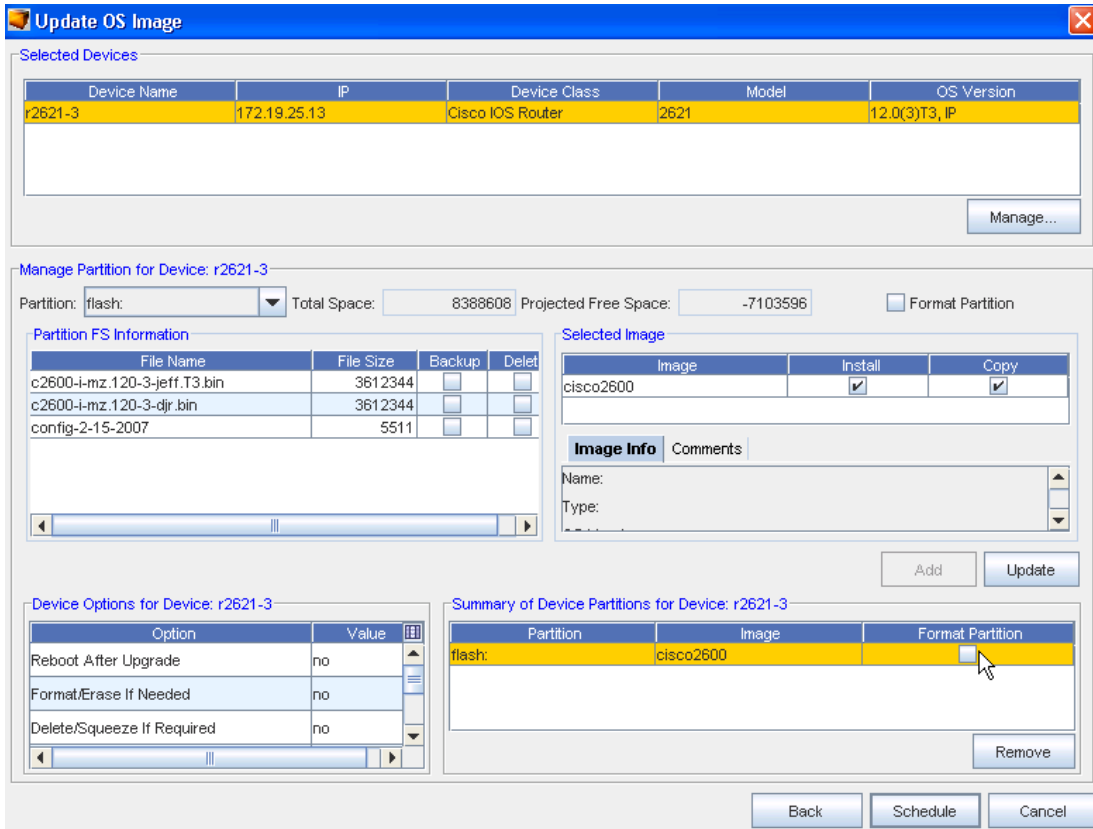 Update OS Image
Selected Devices
Device Name IP Device Class Model OS Version
r2621-3 172.19.25.13 Cisco IOS Router 2621 12.0(3)T3, IP
Manage...
Manage Partition for Device: r2621-3
Partition: flash: Total Space: 8388608 Projected Free Space: -7103596 Format Partition
Partition FS Information
File Name File Size Backup Delet
c2600-i-mz.120-3-jeff.T3.bin 3612344
c2600-i-mz.120-3-djr.bin 3612344
config-2-15-2007 5511
Selected Image
Image Install Copy
cisco2600
Image Info Comments
Name:
Type:
Add Update
Device Options for Device: r2621-3
Option Value
Reboot After Upgrade no
Format/Erase If Needed no
Delete/Squeeze If Required no
Summary of Device Partitions for Device: r2621-3
Partition Image Format Partition
flash: cisco2600
Remove
Back Schedule Cancel